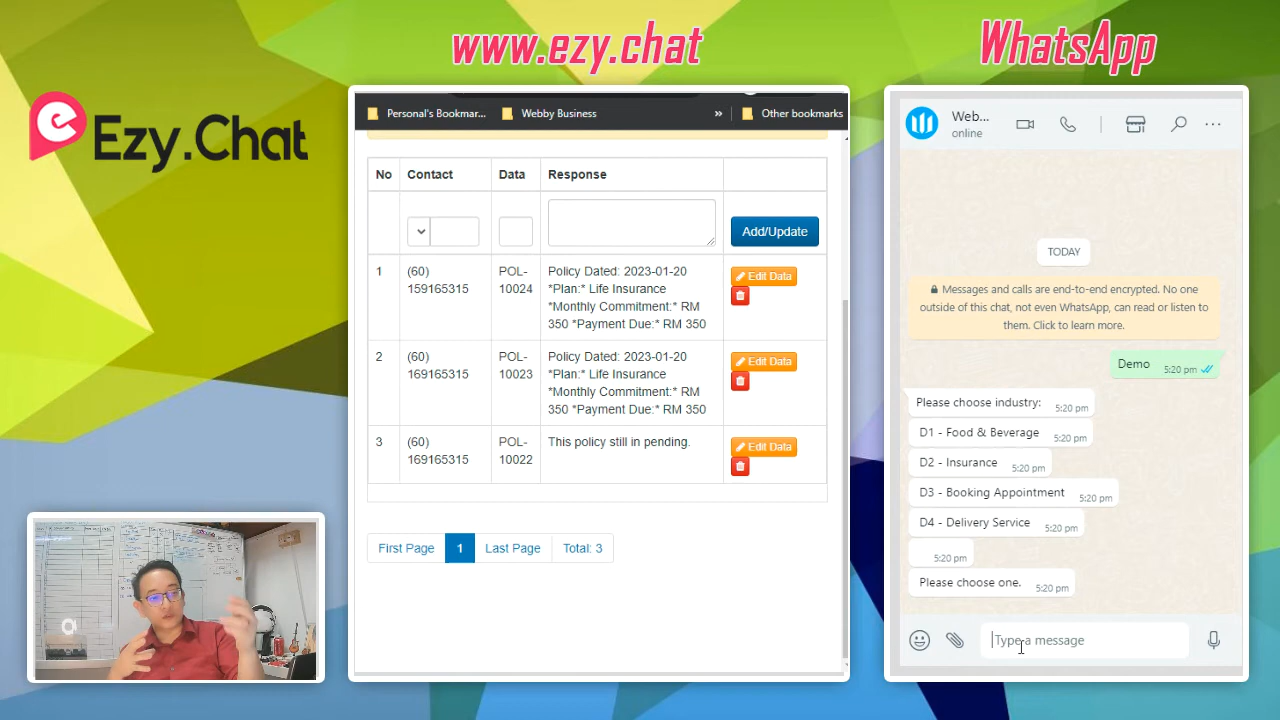 www.ezy.chat
WhatsApp
Ezy.Chat
Personal's Bookmar...
Webby Business
»
Other bookmarks
No
Contact
Data
Response
Add/Update
1
(60)
159165315
POL-
10024
Policy Dated: 2023-01-20
*Plan:* Life Insurance
*Monthly Commitment:* RM
350 *Payment Due:* RM 350
Edit Data
2
(60)
169165315
POL-
10023
Policy Dated: 2023-01-20
*Plan:* Life Insurance
*Monthly Commitment:* RM
350 *Payment Due:* RM 350
Edit Data
3
(60)
169165315
POL-
10022
This policy still in pending.
Edit Data
First Page
1
Last Page
Total: 3
Web...
online
TODAY
Messages and calls are end-to-end encrypted. No one
outside of this chat, not even WhatsApp, can read or listen to
them. Click to learn more.
Demo 5:20 pm
Please choose industry: 5:20 pm
D1 - Food & Beverage 5:20 pm
D2 - Insurance 5:20 pm
D3 - Booking Appointment 5:20 pm
D4 - Delivery Service 5:20 pm
5:20 pm
Please choose one. 5:20 pm
Type a message